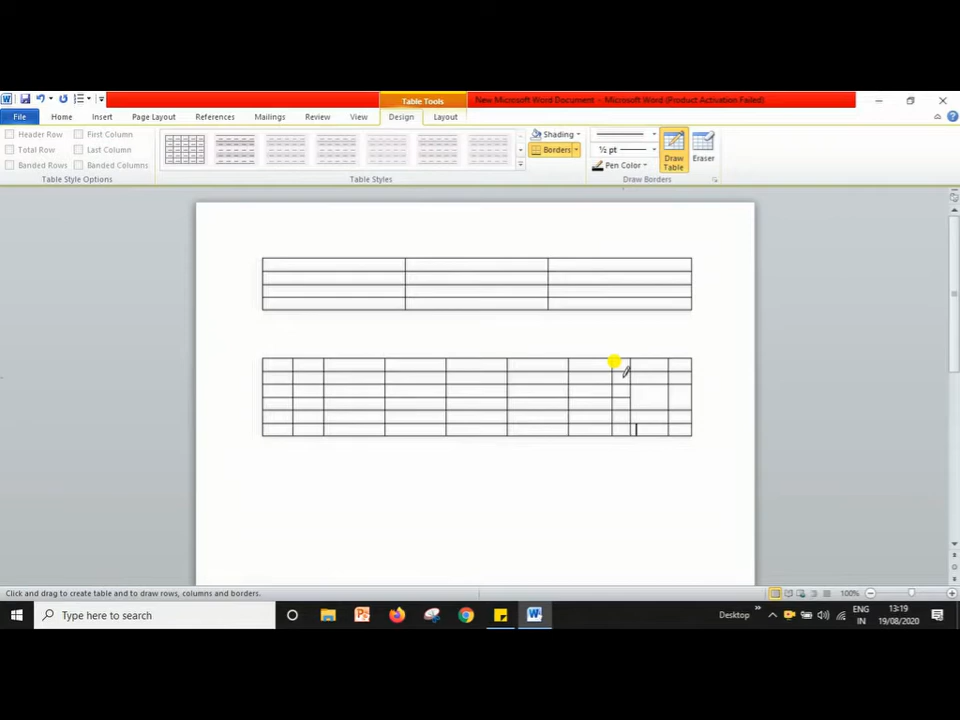 Table Tools
New Microsoft Word Document - Microsoft Word (Product Activation Failed)
File Home Insert Page Layout References Mailings Review View Design Layout
Header Row First Column
Total Row Last Column
Banded Rows Banded Columns
Table Style Options
Table Styles
Shading
Borders
½ pt
Pen Color
Draw Table
Eraser
Draw Borders
Click and drag to create table and to draw rows, columns and borders.
100%
Type here to search
Desktop
ENG
IN
13:19
19/08/2020